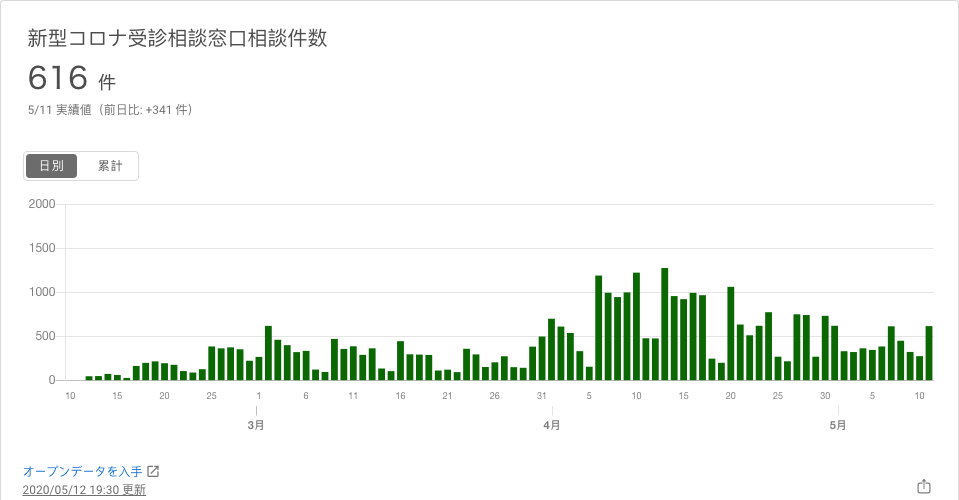 新型コロナ受診相談窓口相談件数
616 件
5/11 実績値（前日比: +341 件）
日別 累計
2000
1500
1000
500
0
10 15 20 25 1 6 11 16 21 26 31 5 10 15 20 25 30 5 10
3月 4月 5月
オープンデータを入手
2020/05/12 19:30 更新